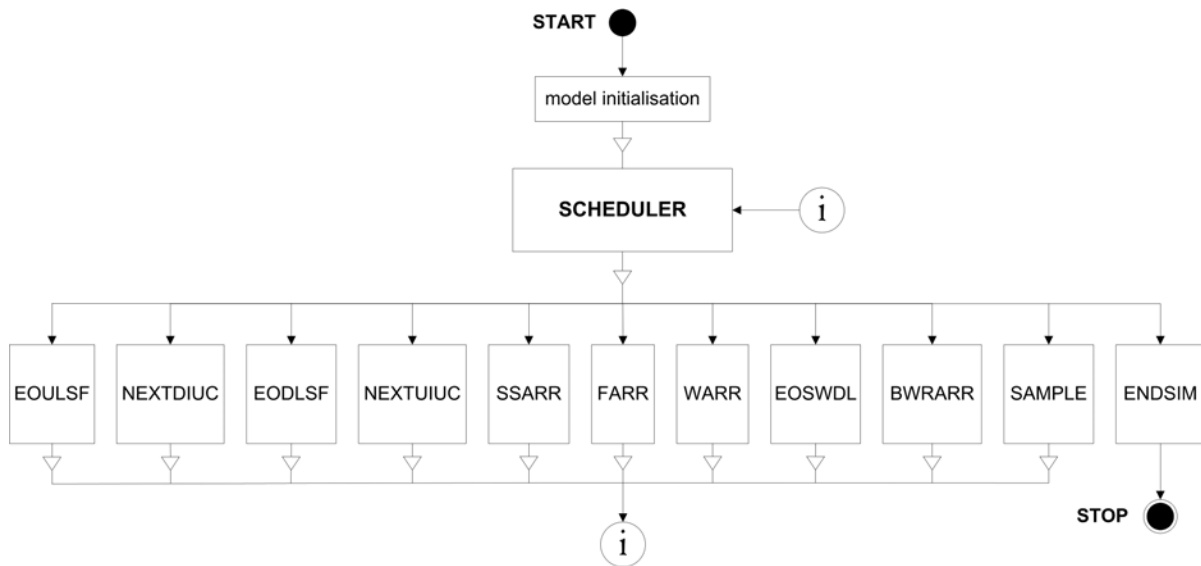 START
model initialisation
SCHEDULER
i
EOULSF
NEXTDIUC
EODLSF
NEXTUIUC
SSARR
FARR
WARR
EOSWDL
BWRARR
SAMPLE
ENDSIM
STOP
i